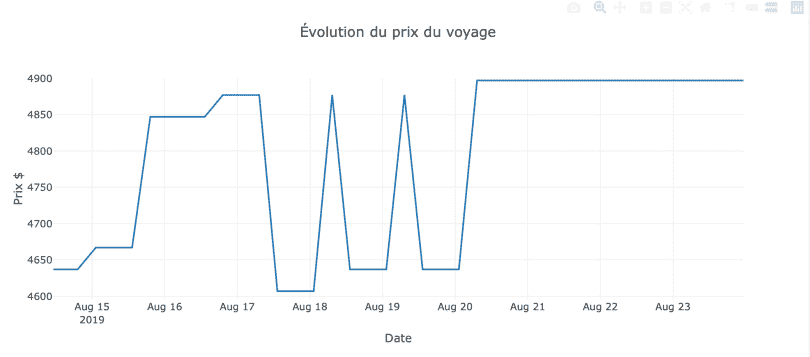 Évolution du prix du voyage
4900
4850
4800
4750
4700
4650
4600
Prix $
Aug 15 Aug 16 Aug 17 Aug 18 Aug 19 Aug 20 Aug 21 Aug 22 Aug 23
2019
Date